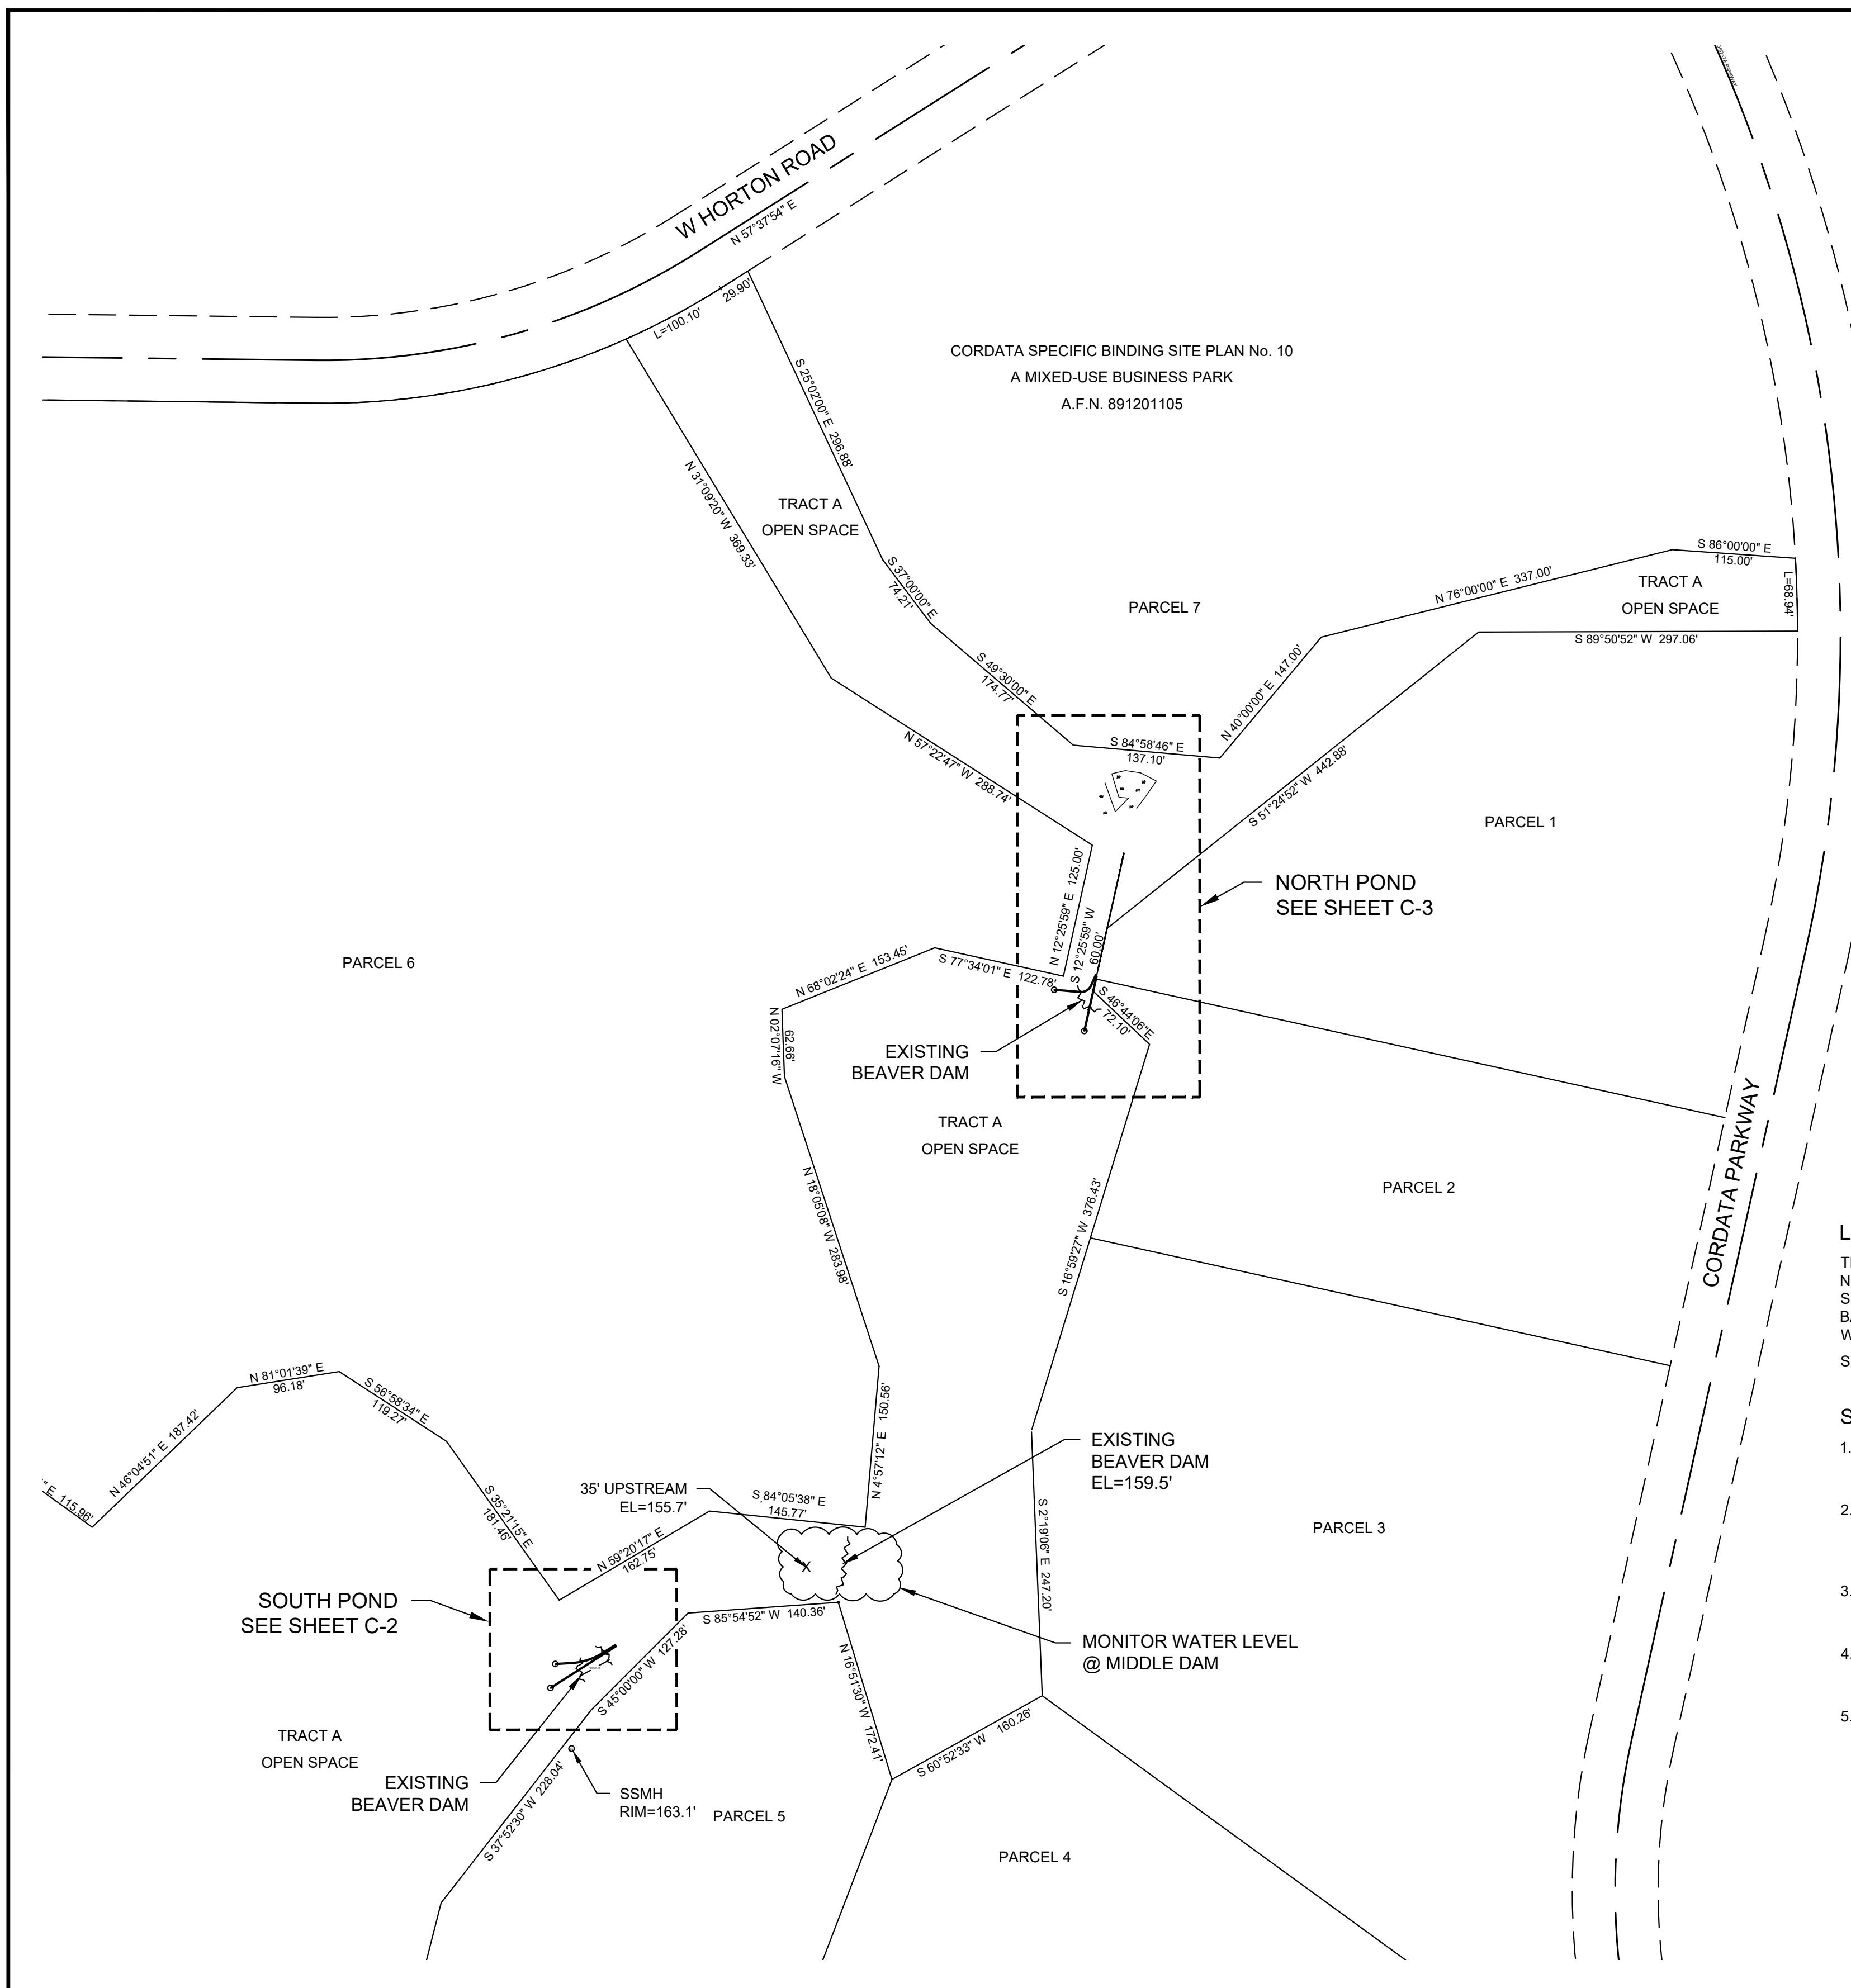 W HORTON ROAD
N 57°37'54" E
29.90'
L=100.10'
CORDATA SPECIFIC BINDING SITE PLAN No. 10
A MIXED-USE BUSINESS PARK
A.F.N. 891201105
S 25°02'00" E 296.88'
N 31°09'20" W 369.33'
TRACT A
OPEN SPACE
S 37°00'00" E
74.21'
PARCEL 7
S 86°00'00" E
115.00'
N 76°00'00" E 337.00'
TRACT A
OPEN SPACE
L=68.94'
S 89°50'52" W 297.06'
S 49°30'00" E
174.77'
N 40°00'00" E 147.00'
S 84°58'46" E
137.10'
N 57°22'47" W 288.74'
S 51°24'52" W 442.88'
PARCEL 1
NORTH POND
SEE SHEET C-3
N 12°25'59" E 125.00'
S 12°25'59" W
60.00'
PARCEL 6
N 68°02'24" E 153.45'
S 77°34'01" E 122.78'
S 46°44'06"E
72.10'
N 02°07'16" W
62.66'
EXISTING
BEAVER DAM
TRACT A
OPEN SPACE
CORDATA PARKWAY
PARCEL 2
N 18°05'08" W 283.98'
S 16°59'27" W 376.43'
N 81°01'39" E
96.18'
S 56°58'34" E
119.27'
N 46°04'51" E 187.42'
" E 115.96'
N 4°57'12" E 150.56'
EXISTING
BEAVER DAM
EL=159.5'
35' UPSTREAM
EL=155.7'
S 84°05'38" E
145.77'
S 35°21'15" E
181.46'
N 59°20'17" E
162.75'
X
S 2°19'06" E 247.20'
PARCEL 3
SOUTH POND
SEE SHEET C-2
S 85°54'52" W 140.36'
S 45°00'00" W 127.28'
MONITOR WATER LEVEL
@ MIDDLE DAM
N 16°51'30" W 172.41'
S 60°52'33" W 160.26'
TRACT A
OPEN SPACE
EXISTING
BEAVER DAM
SSMH
RIM=163.1'
S 37°52'30" W 228.04'
PARCEL 5
PARCEL 4
L
N
S
W
S
S
1.
2.
3.
4.
5.